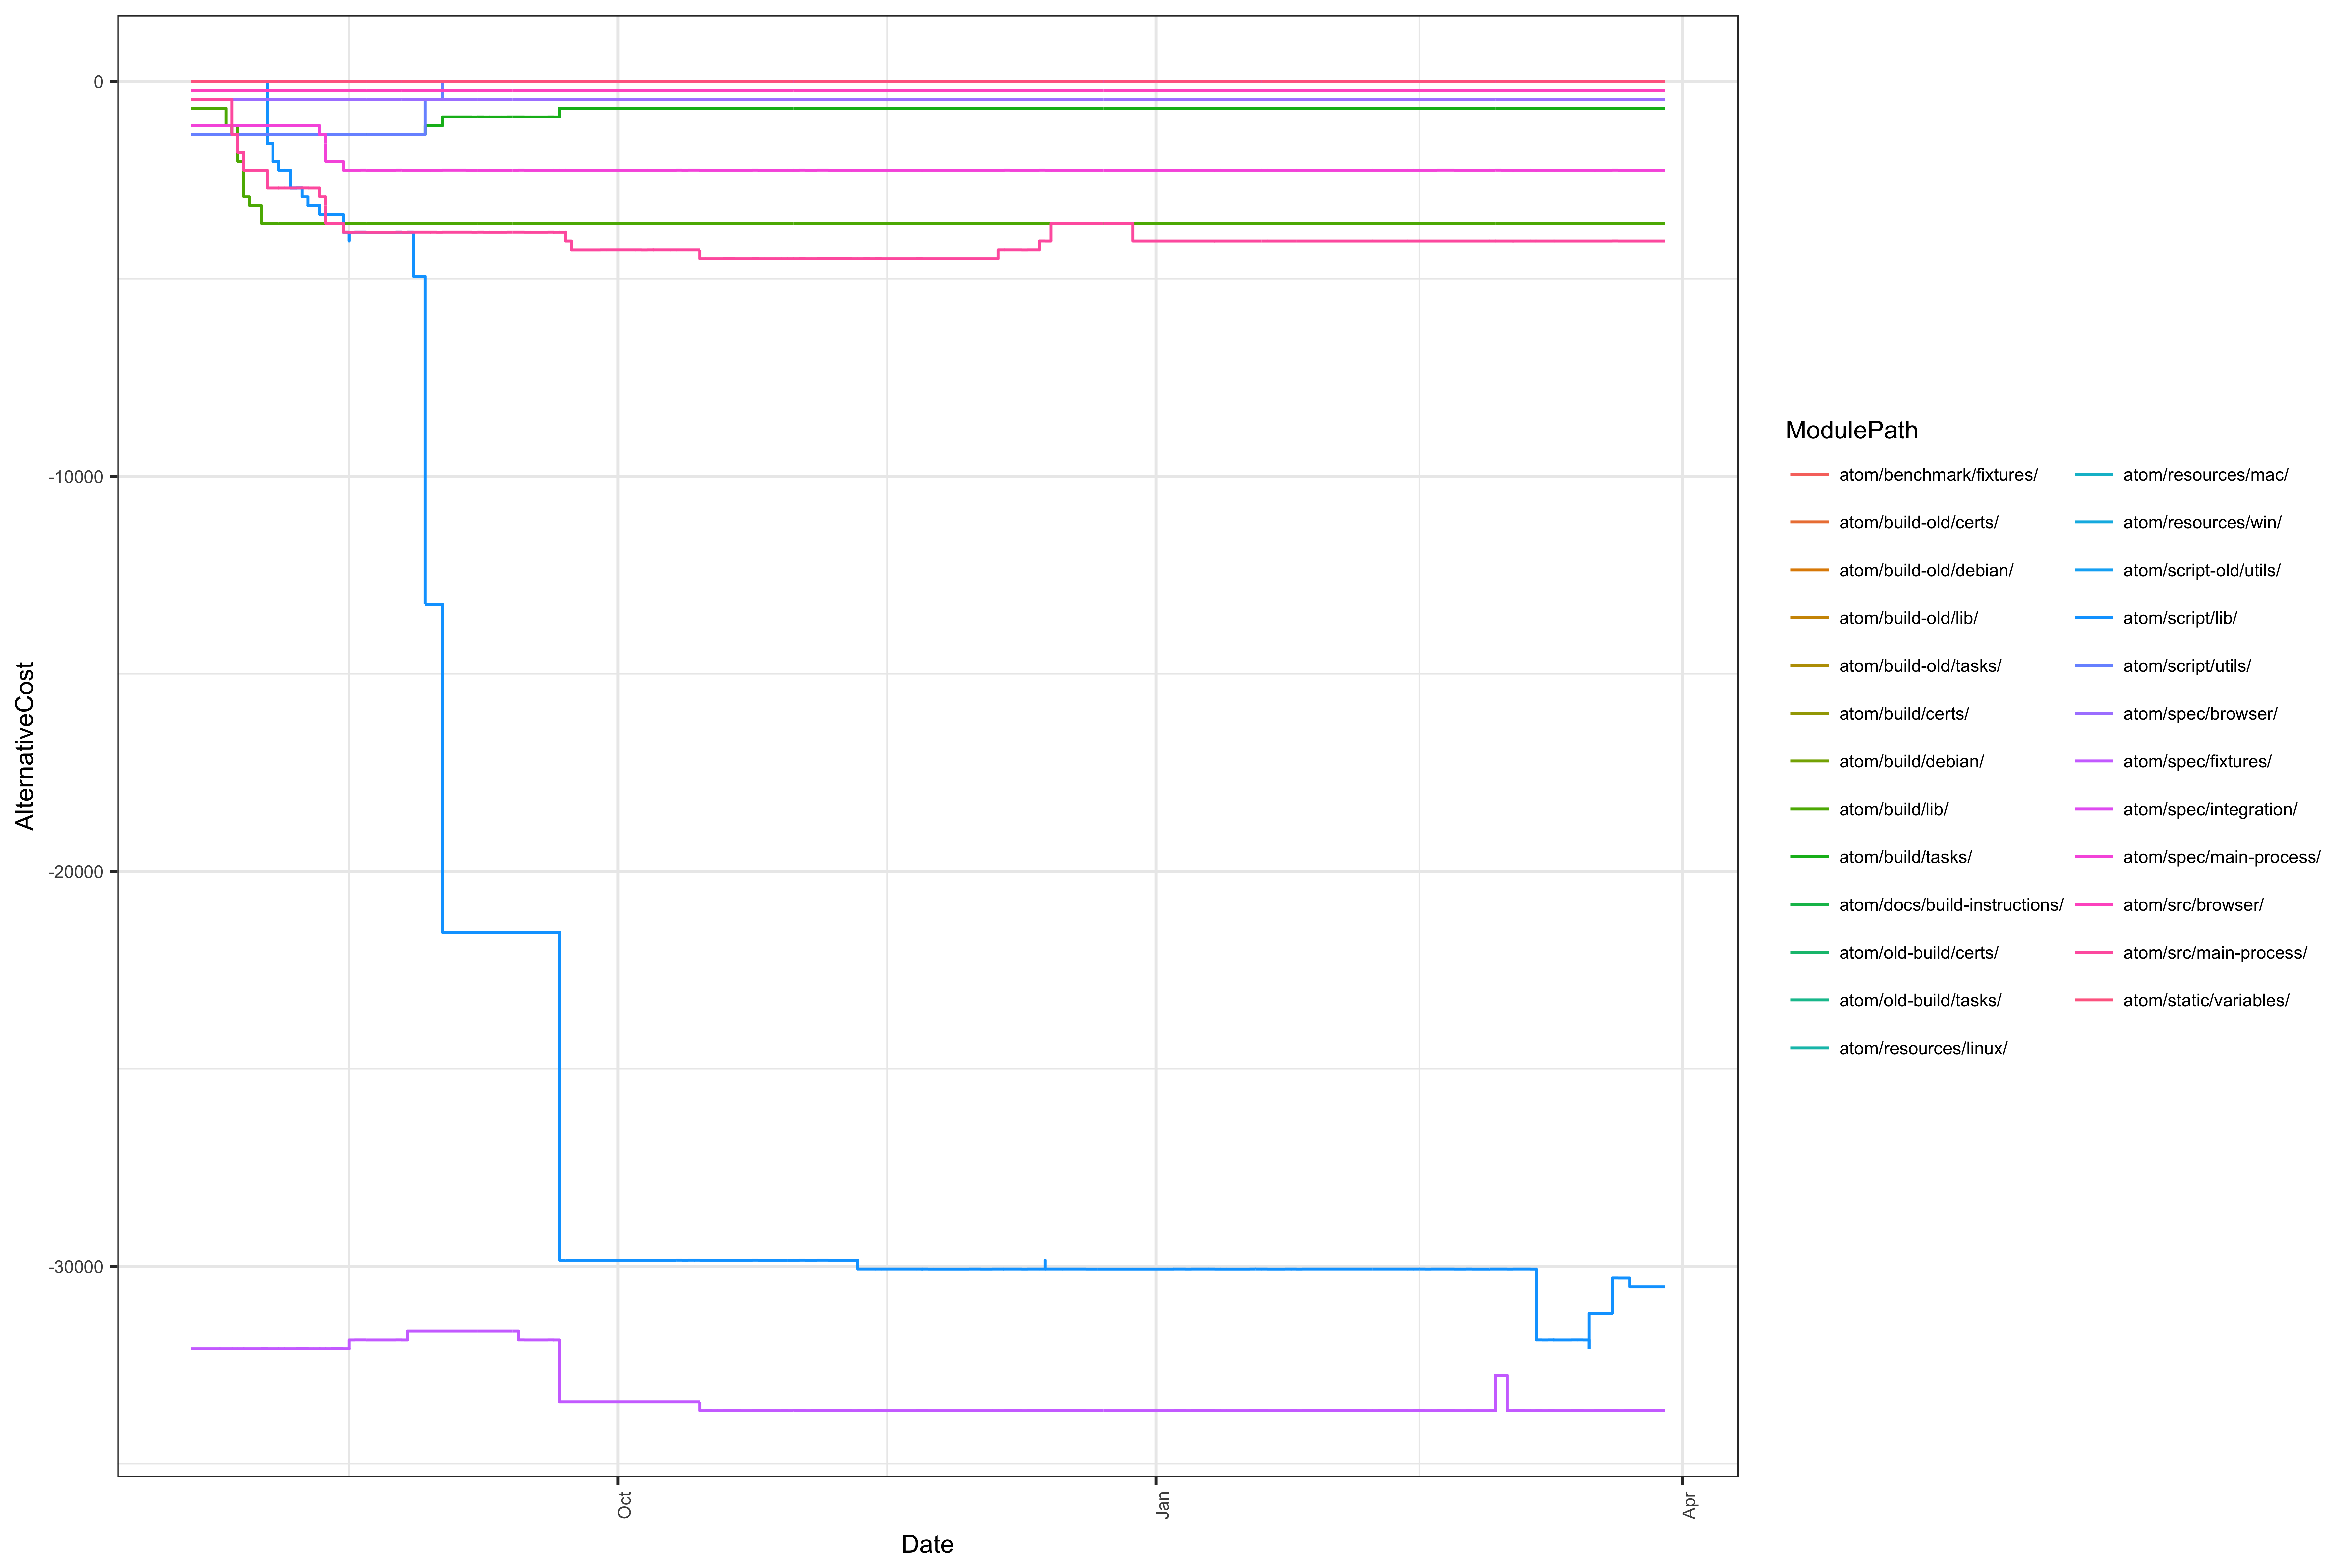 0
-10000
-20000
-30000
AlternativeCost
Oct
Jan
Apr
Date
ModulePath
atom/benchmark/fixtures/
atom/build-old/certs/
atom/build-old/debian/
atom/build-old/lib/
atom/build-old/tasks/
atom/build/certs/
atom/build/debian/
atom/build/lib/
atom/build/tasks/
atom/docs/build-instructions/
atom/old-build/certs/
atom/old-build/tasks/
atom/resources/linux/
atom/resources/mac/
atom/resources/win/
atom/script-old/utils/
atom/script/lib/
atom/script/utils/
atom/spec/browser/
atom/spec/fixtures/
atom/spec/integration/
atom/spec/main-process/
atom/src/browser/
atom/src/main-process/
atom/static/variables/